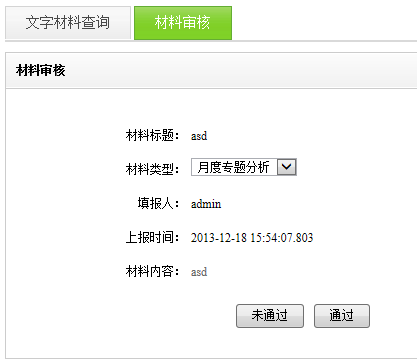 文字材料查询 材料审核
材料审核
材料标题： asd
材料类型： 月度专题分析
填报人： admin
上报时间： 2013-12-18 15:54:07.803
材料内容： asd
未通过 通过